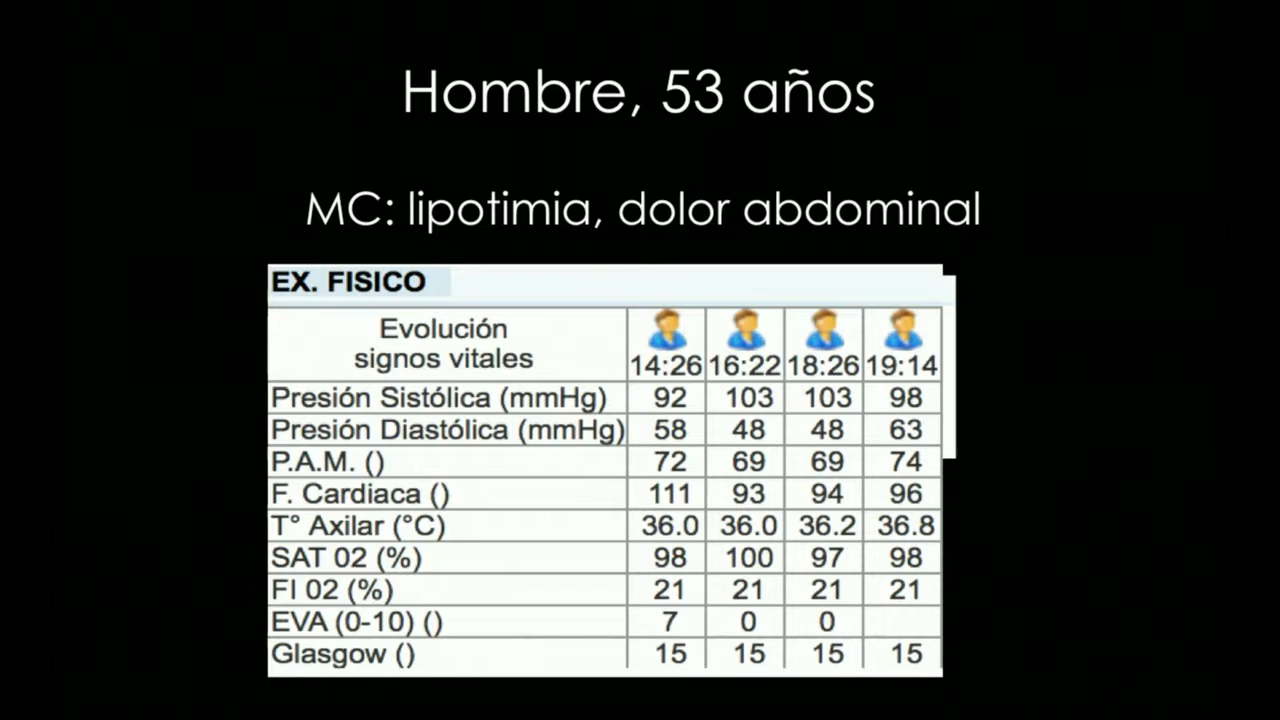 Hombre, 53 años
MC: lipotimia, dolor abdominal
EX. FISICO
Evolución
signos vitales
14:26 16:22 18:26 19:14
Presión Sistólica (mmHg) 92 103 103 98
Presión Diastólica (mmHg) 58 48 48 63
P.A.M. () 72 69 69 74
F. Cardiaca () 111 93 94 96
T° Axilar (°C) 36.0 36.0 36.2 36.8
SAT 02 (%) 98 100 97 98
FI 02 (%) 21 21 21 21
EVA (0-10) () 7 0 0
Glasgow () 15 15 15 15